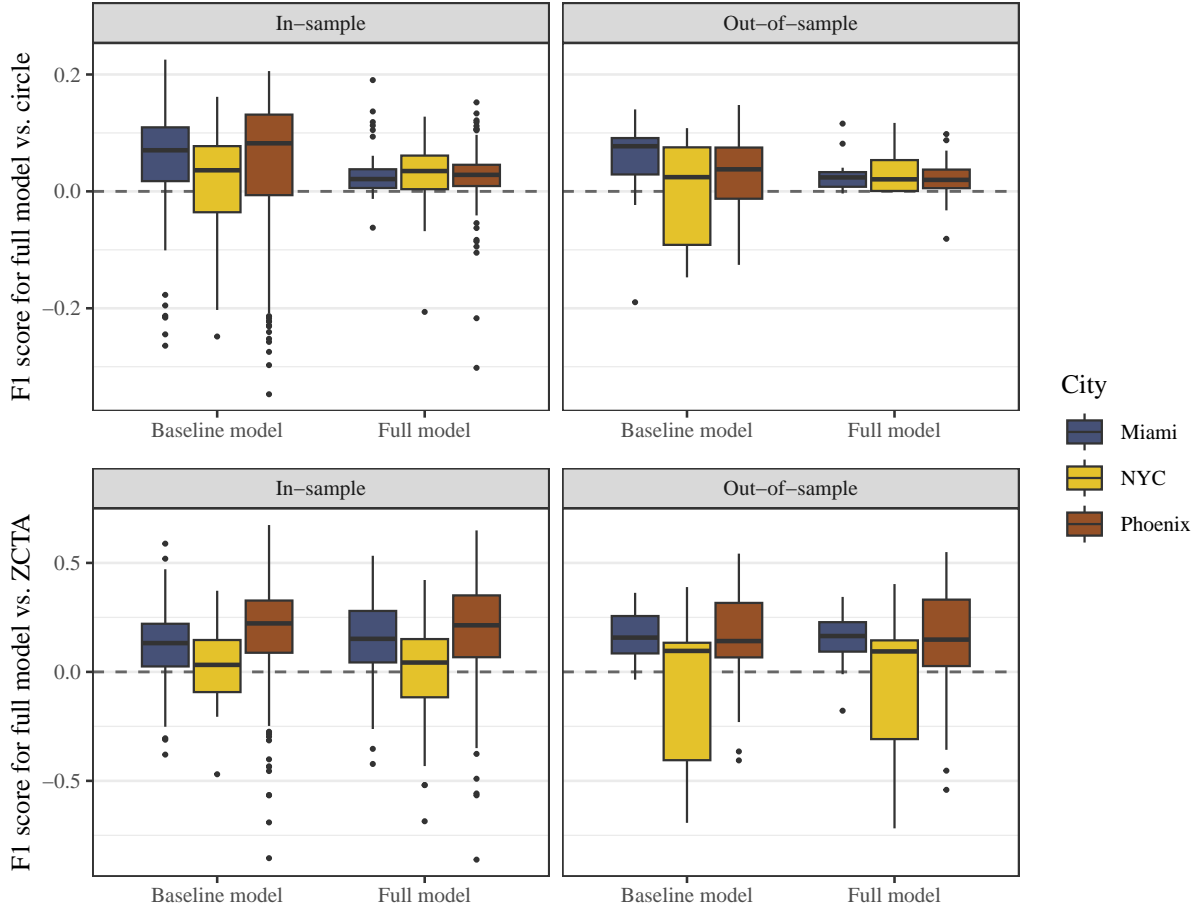 In−sample
Out−of−sample
F1 score for full model vs. circle
0.2
0.0
−0.2
Baseline model
Full model
Baseline model
Full model
In−sample
Out−of−sample
F1 score for full model vs. ZCTA
0.5
0.0
−0.5
Baseline model
Full model
Baseline model
Full model
City
Miami
NYC
Phoenix